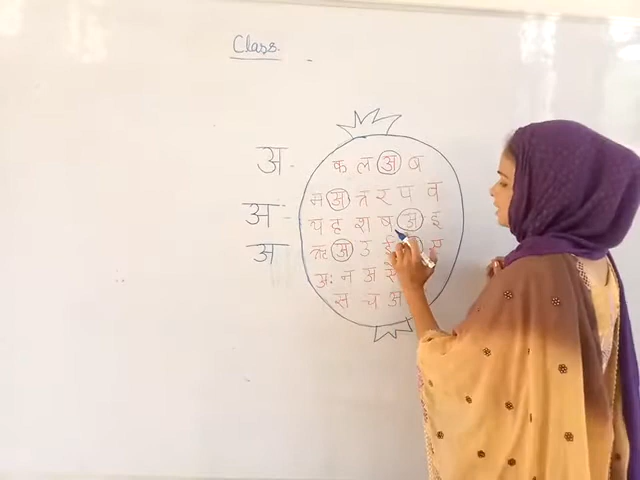 Class.
अ
क ल अ ब
म अ त्र र प व
अ
य ह श ष अ इ
अ
ऋ अ उ ई
अः न अ
स च अ